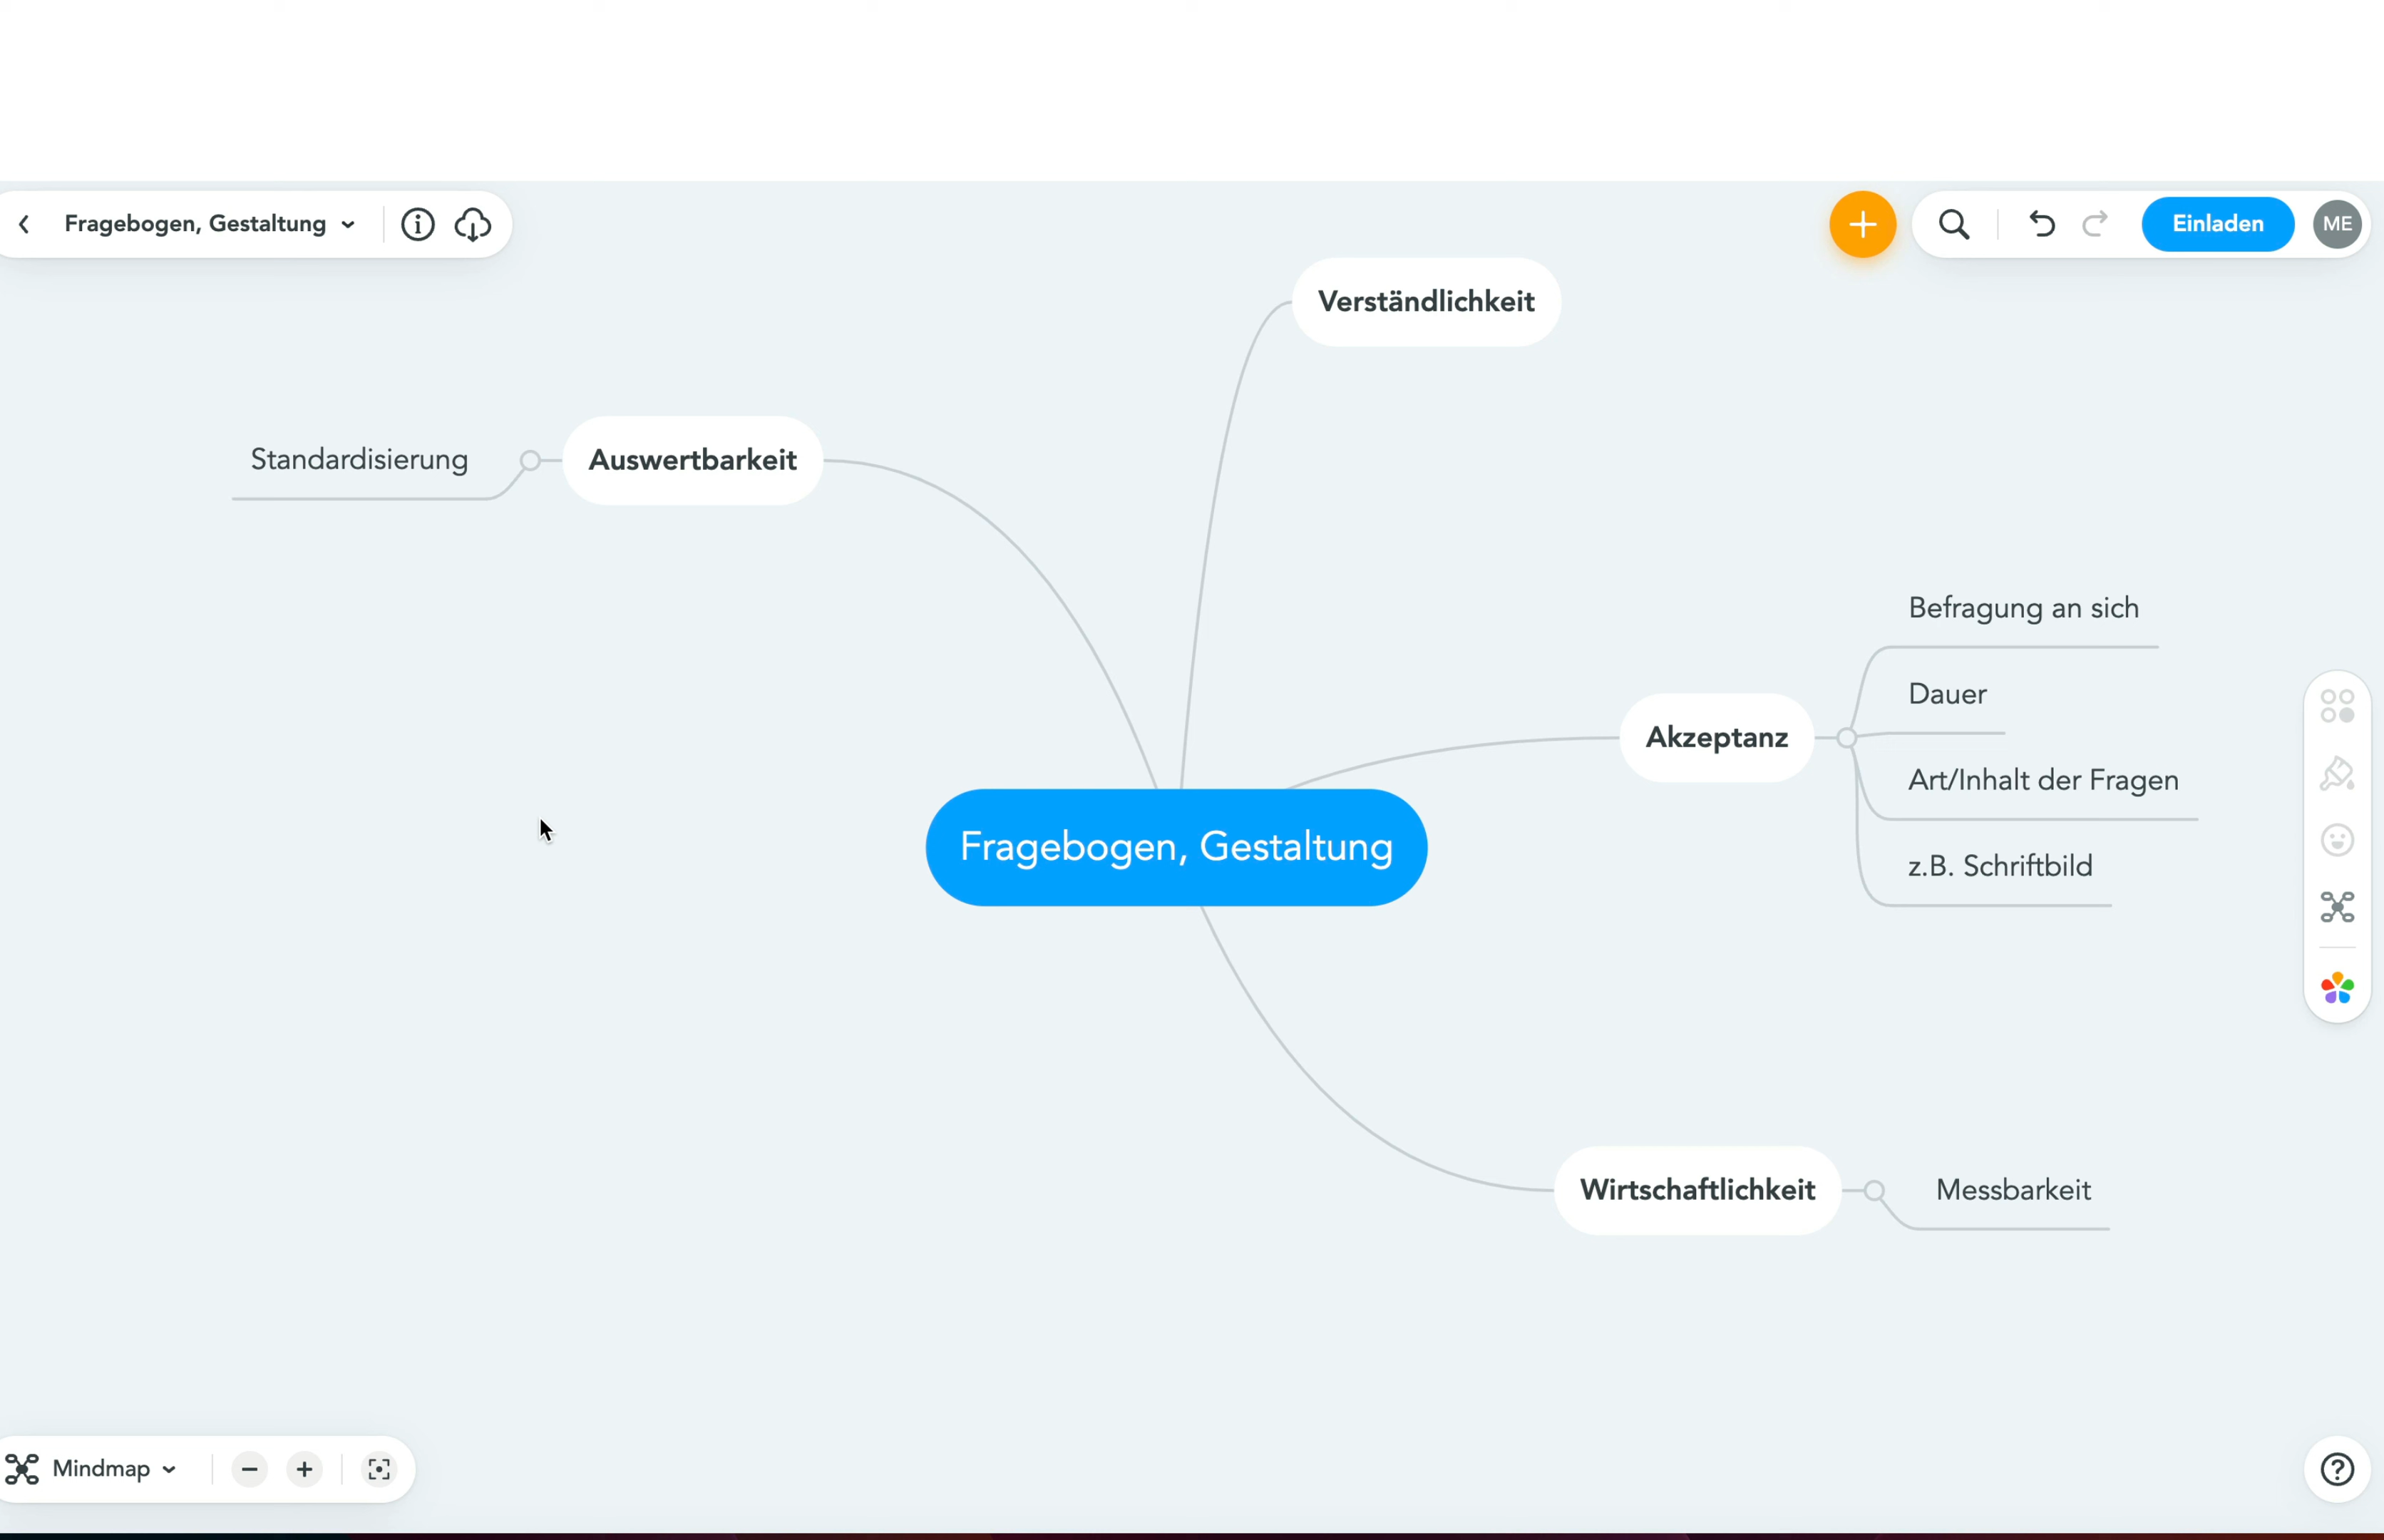 Fragebogen, Gestaltung
Einladen
ME
Verständlichkeit
Standardisierung
Auswertbarkeit
Befragung an sich
Dauer
Akzeptanz
Art/Inhalt der Fragen
Fragebogen, Gestaltung
z.B. Schriftbild
Wirtschaftlichkeit
Messbarkeit
Mindmap